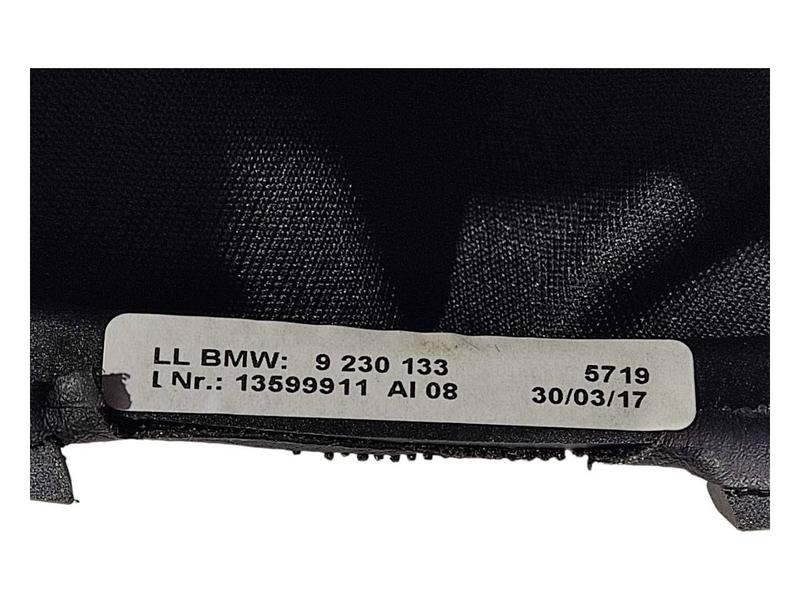 LL BMW: 9 230 133 5719
Nr.: 13599911 AI 08 30/03/17